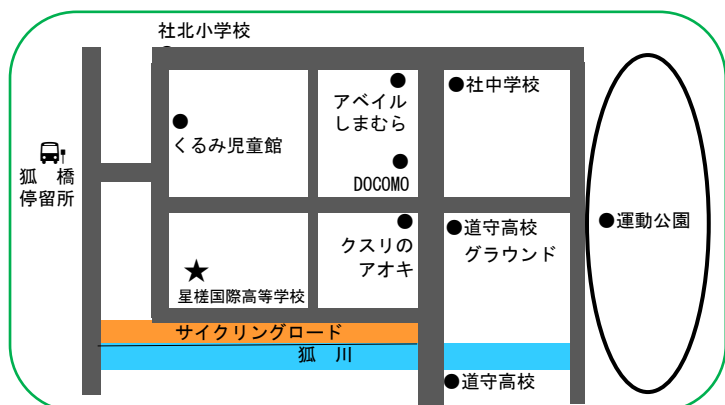 社北小学校
アベイル
しまむら
●社中学校
くるみ児童館
狐　橋
停留所
DOCOMO
クスリの
アオキ
●道守高校
グラウンド
●運動公園
★
星槎国際高等学校
サイクリングロード
狐　川
●道守高校